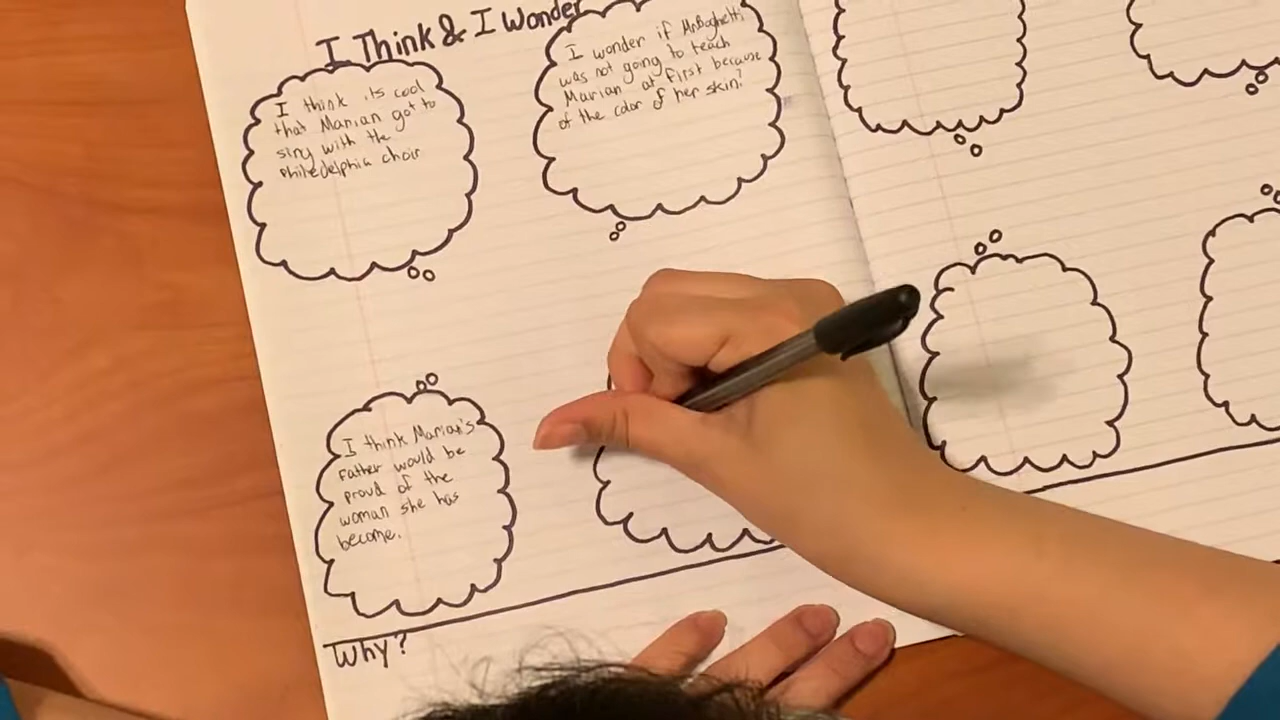 I Think & I Wonder
I think its cool
that Marian got to
sing with the
Philedelphia choir
I wonder if Mr.Boghetti
was not going to teach
Marian at first because
of the color of her skin?
I think Marian's
Father would be
proud of the
woman she has
become.
Why?